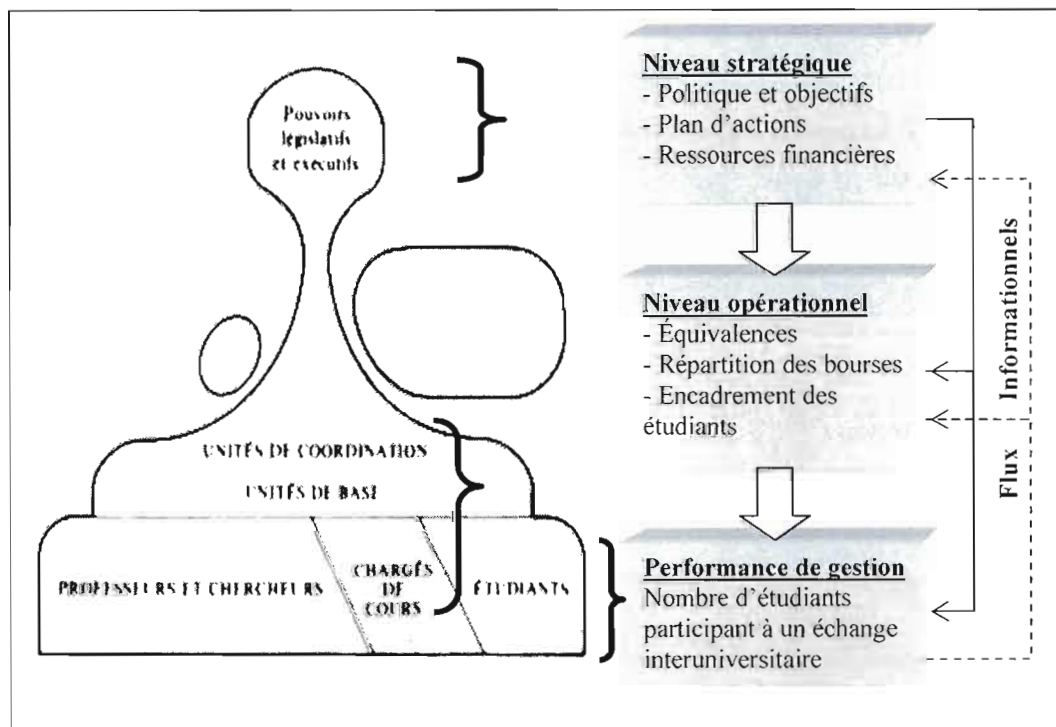 Pouvoirs
législatifs
et exécutifs
UNITÉS DE COORDINATION
UNITÉS DE BASE
PROFESSEURS ET CHERCHEURS
CHARGÉS
DE
COURS
ÉTUDIANTS
Niveau stratégique
- Politique et objectifs
- Plan d'actions
- Ressources financières
Niveau opérationnel
- Équivalences
- Répartition des bourses
- Encadrement des
étudiants
Performance de gestion
Nombre d'étudiants
participant à un échange
interuniversitaire
Flux Informationnels